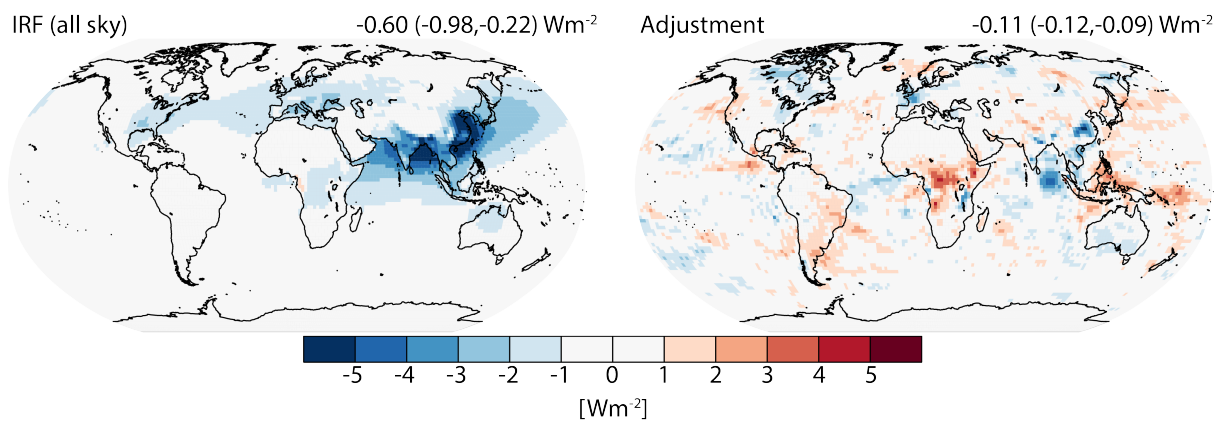 IRF (all sky) -0.60 (-0.98,-0.22) Wm-2
Adjustment -0.11 (-0.12,-0.09) Wm-2
-5 -4 -3 -2 -1 0 1 2 3 4 5
[Wm-2]